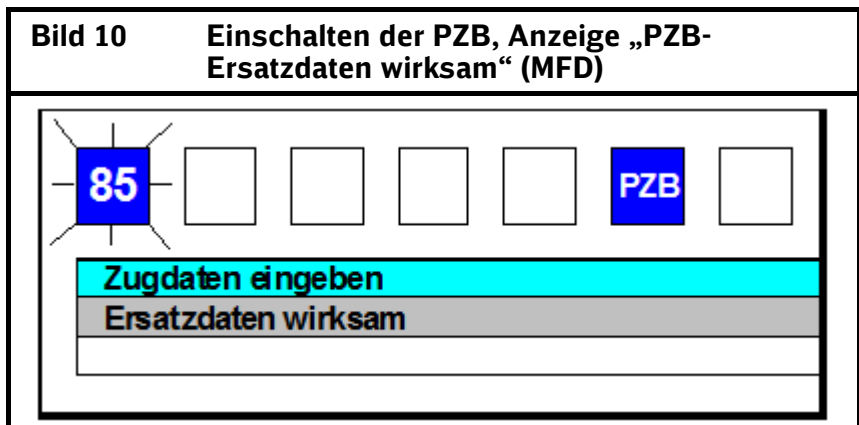 Bild 10 Einschalten der PZB, Anzeige „PZB-
Ersatzdaten wirksam“ (MFD)
85 PZB
Zugdaten eingeben
Ersatzdaten wirksam